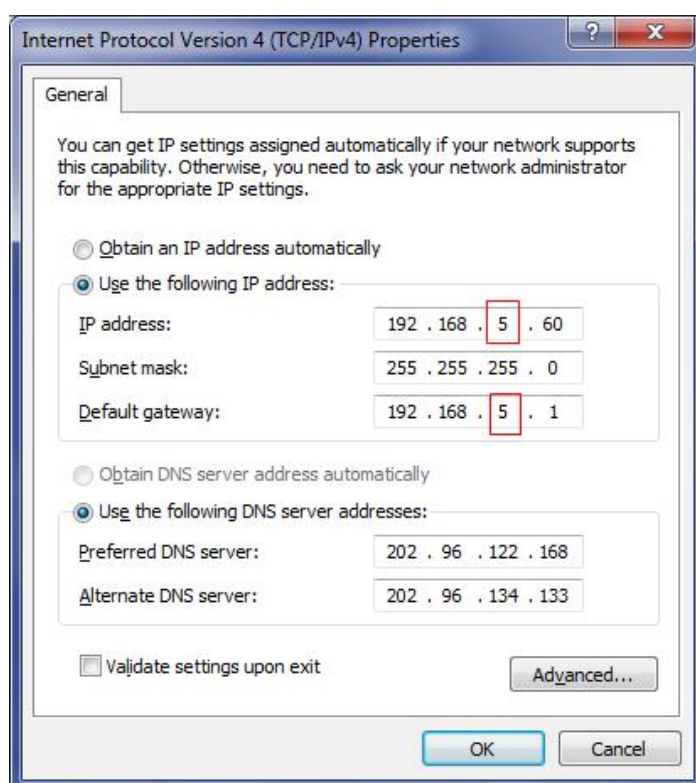 Internet Protocol Version 4 (TCP/IPv4) Properties
General
You can get IP settings assigned automatically if your network supports
this capability. Otherwise, you need to ask your network administrator
for the appropriate IP settings.
Obtain an IP address automatically
Use the following IP address:
IP address: 192 . 168 . 5 . 60
Subnet mask: 255 . 255 . 255 . 0
Default gateway: 192 . 168 . 5 . 1
Obtain DNS server address automatically
Use the following DNS server addresses:
Preferred DNS server: 202 . 96 . 122 . 168
Alternate DNS server: 202 . 96 . 134 . 133
Validate settings upon exit
Advanced...
OK Cancel